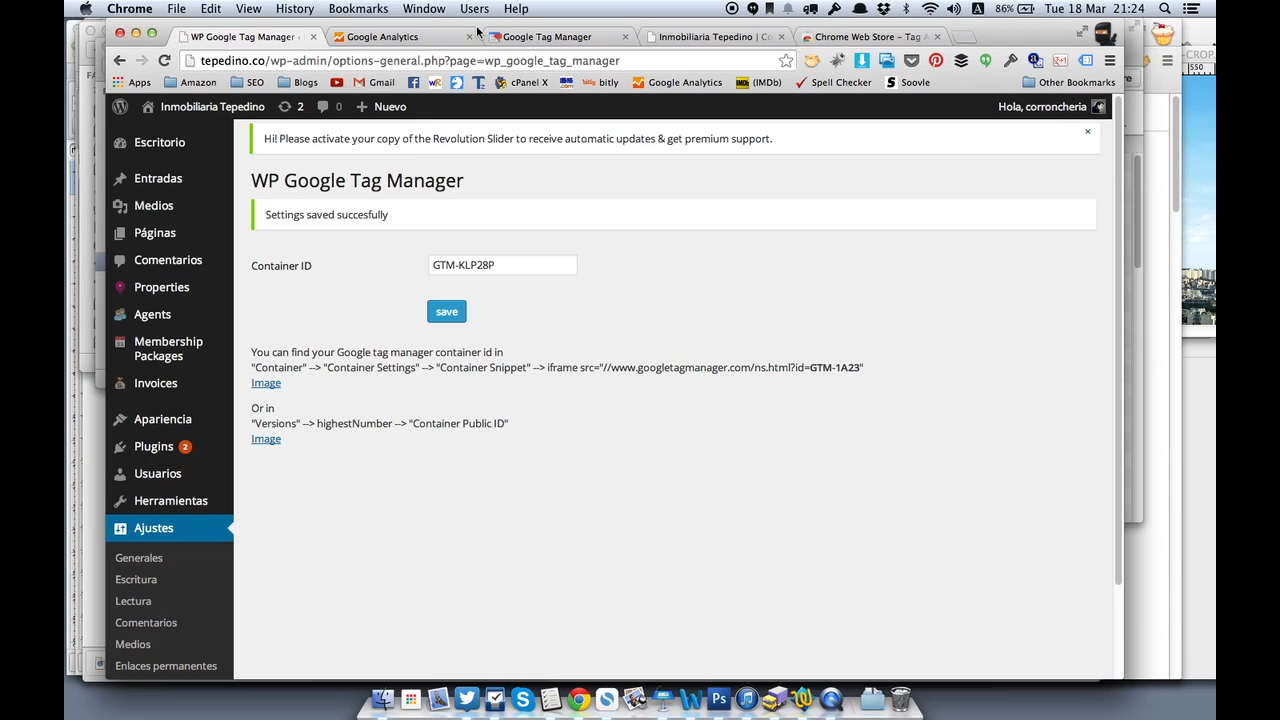 Chrome File Edit View History Bookmarks Window Users Help
86% Tue 18 Mar 21:24
WP Google Tag Manager ‹
Google Analytics
Google Tag Manager
Inmobiliaria Tepedino | Co
Chrome Web Store – Tag A
tepedino.co/wp-admin/options-general.php?page=wp_google_tag_manager
Apps Amazon SEO Blogs Gmail Panel X bitly Google Analytics (IMDb) Spell Checker Soovle Other Bookmarks
Inmobiliaria Tepedino 2 0 Nuevo
Hola, corroncheria
Escritorio
Entradas
Medios
Páginas
Comentarios
Properties
Agents
Membership
Packages
Invoices
Apariencia
Plugins 2
Usuarios
Herramientas
Ajustes
Generales
Escritura
Lectura
Comentarios
Medios
Enlaces permanentes
Hi! Please activate your copy of the Revolution Slider to receive automatic updates & get premium support.
WP Google Tag Manager
Settings saved succesfully
Container ID GTM-KLP28P
save
You can find your Google tag manager container id in
"Container" --> "Container Settings" --> "Container Snippet" --> iframe src="//www.googletagmanager.com/ns.html?id=GTM-1A23"
Image
Or in
"Versions" --> highestNumber --> "Container Public ID"
Image
CROP.
550